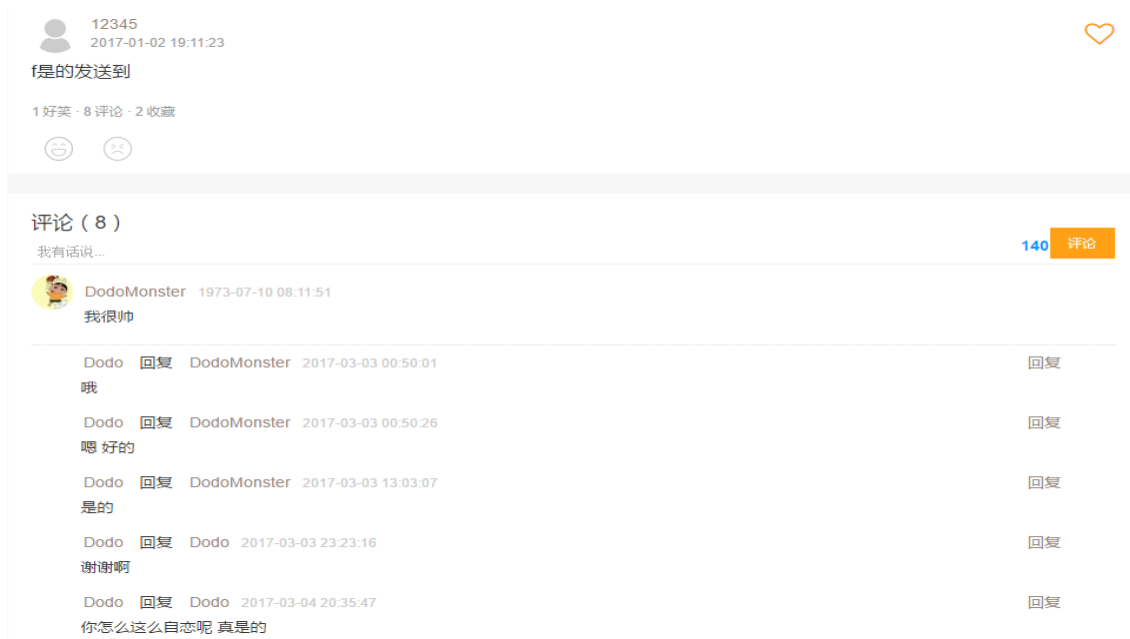 12345
2017-01-02 19:11:23
f是的发送到
1 好笑 · 8 评论 · 2 收藏
评论（8）
我有话说...
140 评论
DodoMonster 1973-07-10 08:11:51
我很帅
Dodo 回复 DodoMonster 2017-03-03 00:50:01 回复
哦
Dodo 回复 DodoMonster 2017-03-03 00:50:26 回复
嗯 好的
Dodo 回复 DodoMonster 2017-03-03 13:03:07 回复
是的
Dodo 回复 Dodo 2017-03-03 23:23:16 回复
谢谢啊
Dodo 回复 Dodo 2017-03-04 20:35:47 回复
你怎么这么自恋呢 真是的